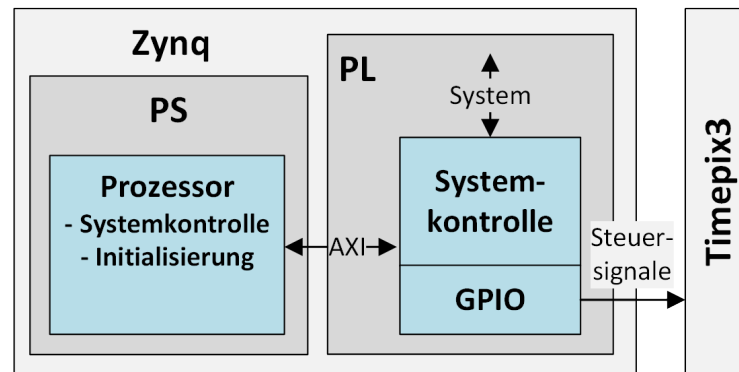 Zynq
PS
Prozessor
- Systemkontrolle
- Initialisierung
AXI
PL
System
System-
kontrolle
GPIO
Steuer-
signale
Timepix3